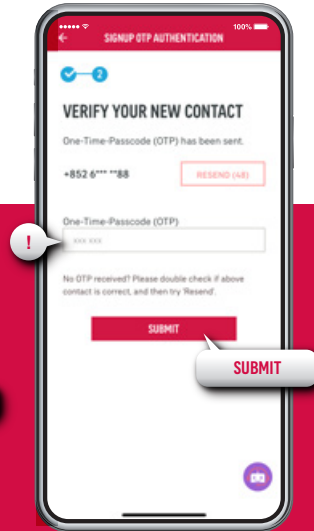 100%
SIGNUP OTP AUTHENTICATION
2
VERIFY YOUR NEW CONTACT
One-Time-Passcode (OTP) has been sent.
+852 6*** **88
RESEND (48)
One-Time-Passcode (OTP)
!
xxx xxx
No OTP received? Please double check if above
contact is correct, and then try 'Resend'.
SUBMIT
SUBMIT